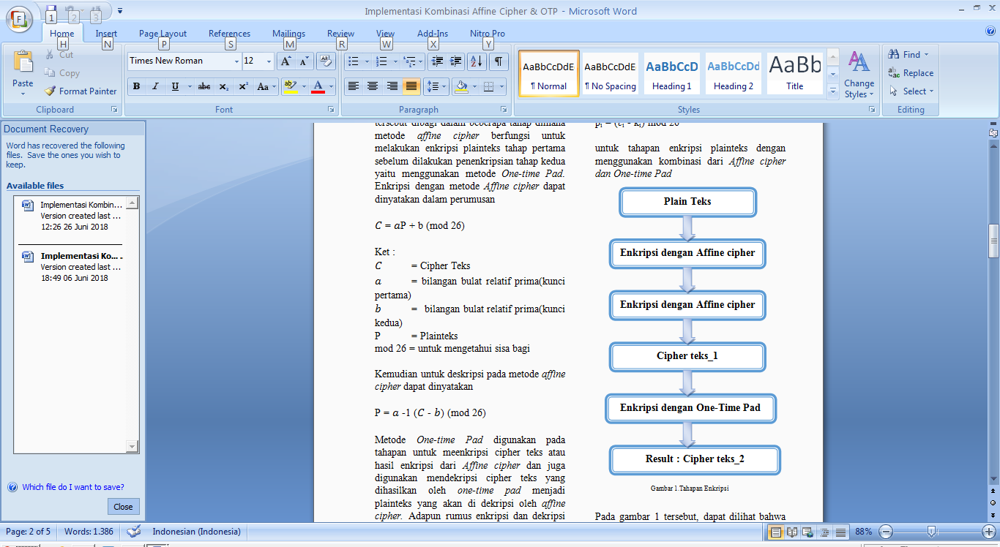 Implementasi Kombinasi Affine Cipher & OTP - Microsoft Word
F
1
2
3
Home
Insert
Page Layout
References
Mailings
Review
View
Add-Ins
Nitro Pro
H
N
P
S
M
R
W
X
Y
Paste
Cut
Copy
Format Painter
Clipboard
Times New Roman
12
Font
Paragraph
AaBbCcDdE
¶ Normal
AaBbCcDdE
¶ No Spacing
AaBbCcD
Heading 1
AaBbCcDd
Heading 2
AaBb
Title
Change
Styles
Styles
Find
Replace
Select
Editing
Document Recovery
Word has recovered the following
files. Save the ones you wish to
keep.
Available files
Implementasi Kombin...
Version created last ...
12:26 26 Juni 2018
Implementasi Ko... .
Version created last ...
18:49 06 Juni 2018
Which file do I want to save?
Close
tersebut dibagi dalam beberapa tahap dimana
metode affine cipher berfungsi untuk
melakukan enkripsi plainteks tahap pertama
sebelum dilakukan penenkripsian tahap kedua
yaitu menggunakan metode One-time Pad.
Enkripsi dengan metode Affine cipher dapat
dinyatakan dalam perumusan
C = aP + b (mod 26)
Ket :
C = Cipher Teks
a = bilangan bulat relatif prima(kunci
pertama)
b = bilangan bulat relatif prima(kunci
kedua)
P = Plainteks
mod 26 = untuk mengetahui sisa bagi
Kemudian untuk deskripsi pada metode affine
cipher dapat dinyatakan
P = a -1 (C - b) (mod 26)
Metode One-time Pad digunakan pada
tahapan untuk meenkripsi cipher teks atau
hasil enkripsi dari Affine cipher dan juga
digunakan mendekripsi cipher teks yang
dihasilkan oleh one-time pad menjadi
plainteks yang akan di dekripsi oleh affine
cipher. Adapun rumus enkripsi dan dekripsi
pᵢ = (cᵢ - kᵢ) mod 26
untuk tahapan enkripsi plainteks dengan
menggunakan kombinasi dari Affine cipher
dan One-time Pad
Plain Teks
Enkripsi dengan Affine cipher
Enkripsi dengan Affine cipher
Cipher teks_1
Enkripsi dengan One-Time Pad
Result : Cipher teks_2
Gambar 1.Tahapan Enkripsi
Pada gambar 1 tersebut, dapat dilihat bahwa
Page: 2 of 5
Words: 1.386
Indonesian (Indonesia)
88%